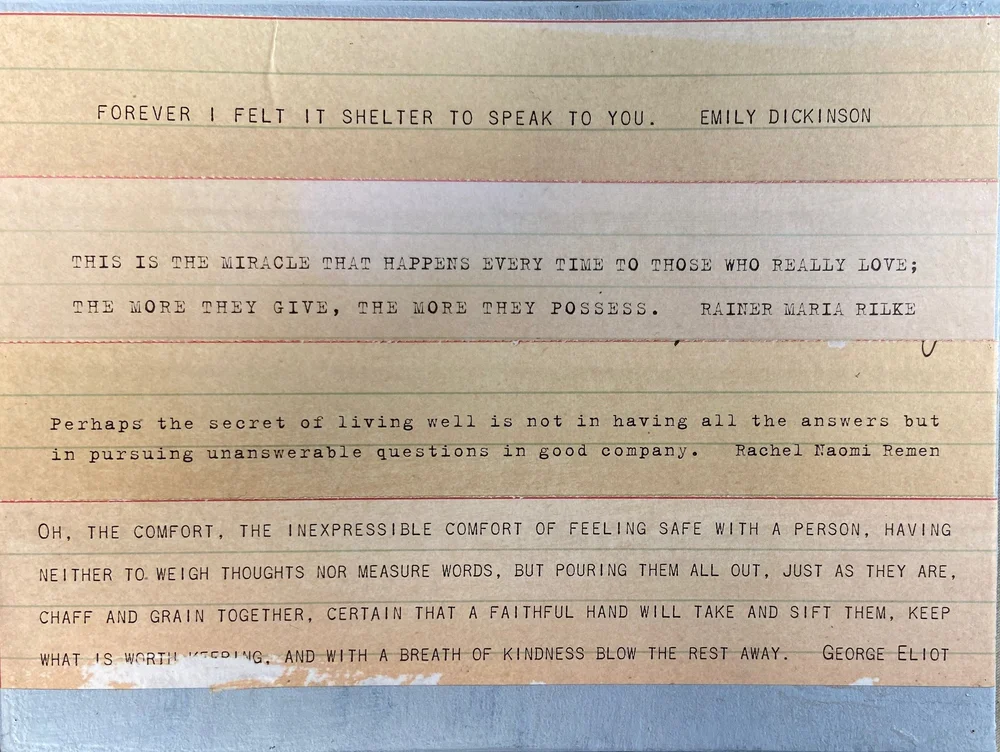 FOREVER I FELT IT SHELTER TO SPEAK TO YOU. EMILY DICKINSON
THIS IS THE MIRACLE THAT HAPPENS EVERY TIME TO THOSE WHO REALLY LOVE;
THE MORE THEY GIVE, THE MORE THEY POSSESS. RAINER MARIA RILKE
Perhaps the secret of living well is not in having all the answers but
in pursuing unanswerable questions in good company. Rachel Naomi Remen
OH, THE COMFORT, THE INEXPRESSIBLE COMFORT OF FEELING SAFE WITH A PERSON, HAVING
NEITHER TO WEIGH THOUGHTS NOR MEASURE WORDS, BUT POURING THEM ALL OUT, JUST AS THEY ARE,
CHAFF AND GRAIN TOGETHER, CERTAIN THAT A FAITHFUL HAND WILL TAKE AND SIFT THEM, KEEP
WHAT IS WORTH KEEPING, AND WITH A BREATH OF KINDNESS BLOW THE REST AWAY. GEORGE ELIOT